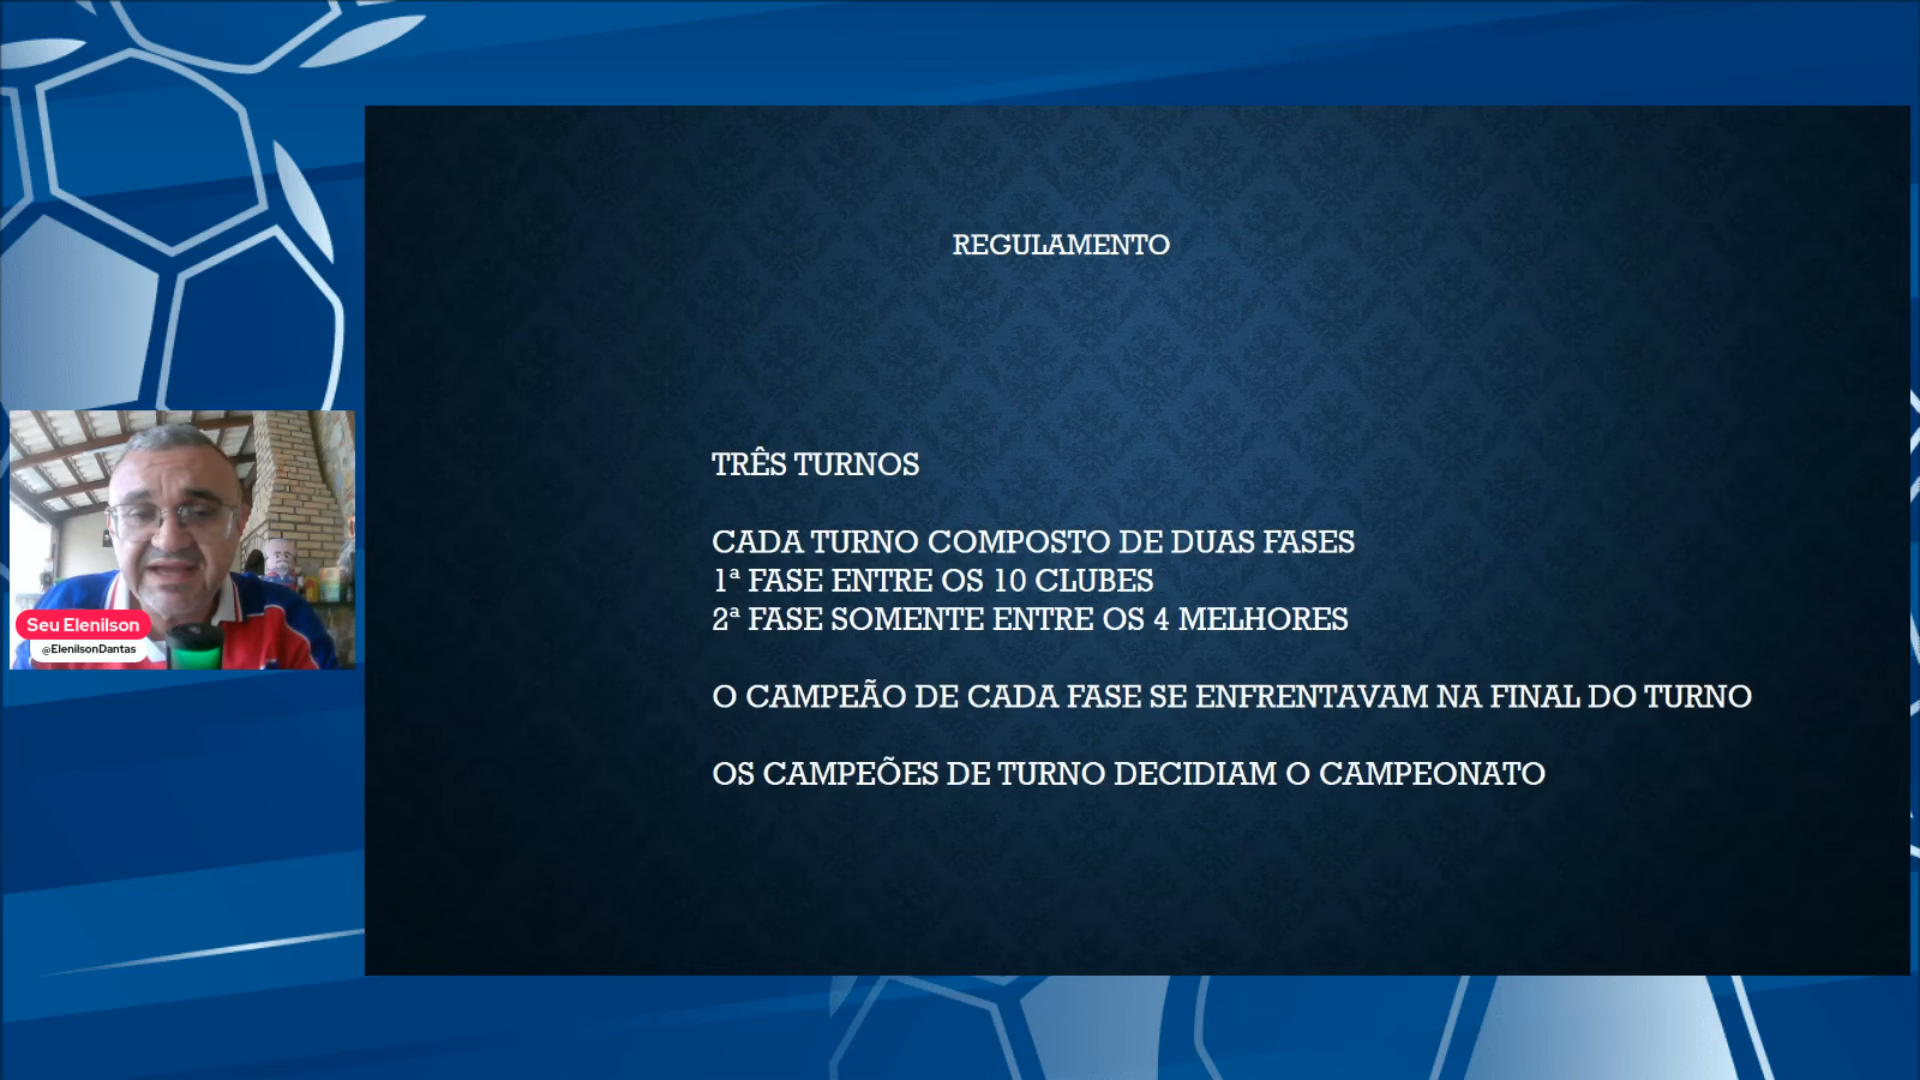 REGULAMENTO
TRÊS TURNOS
CADA TURNO COMPOSTO DE DUAS FASES
1ª FASE ENTRE OS 10 CLUBES
2ª FASE SOMENTE ENTRE OS 4 MELHORES
O CAMPEÃO DE CADA FASE SE ENFRENTAVAM NA FINAL DO TURNO
OS CAMPEÕES DE TURNO DECIDIAM O CAMPEONATO
Seu Elenilson
@ElenilsonDantas